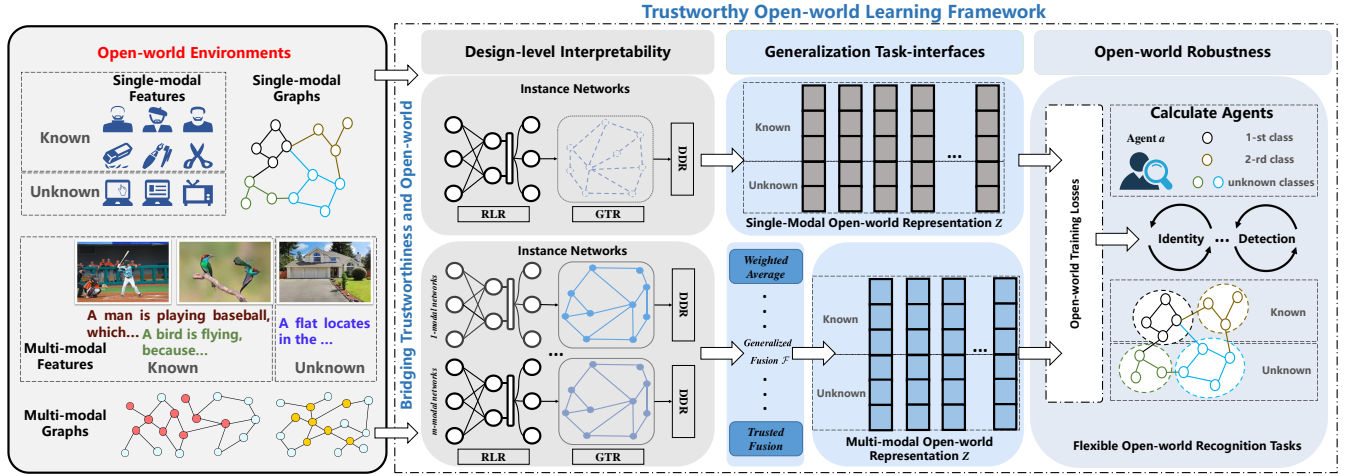 Trustworthy Open-world Learning Framework
Open-world Environments
Single-modal
Features
Single-modal
Graphs
Known
Unknown
A man is playing baseball,
which...
A bird is flying,
because...
A flat locates
in the ...
Multi-modal
Features
Known
Unknown
Multi-modal
Graphs
Bridging Trustworthiness and Open-world
Design-level Interpretability
Instance Networks
RLR
GTR
DDR
Instance Networks
1-modal networks
DDR
...
m-modal networks
DDR
RLR
GTR
Generalization Task-interfaces
Known
Unknown
...
Single-Modal Open-world Representation Z
Weighted
Average
Generalized
Fusion ℱ
Trusted
Fusion
Known
Unknown
...
Multi-modal Open-world
Representation Z
Open-world Robustness
Open-world Training Losses
Calculate Agents
Agent a
1-st class
2-rd class
unknown classes
Identity
...
Detection
Known
Unknown
Flexible Open-world Recognition Tasks